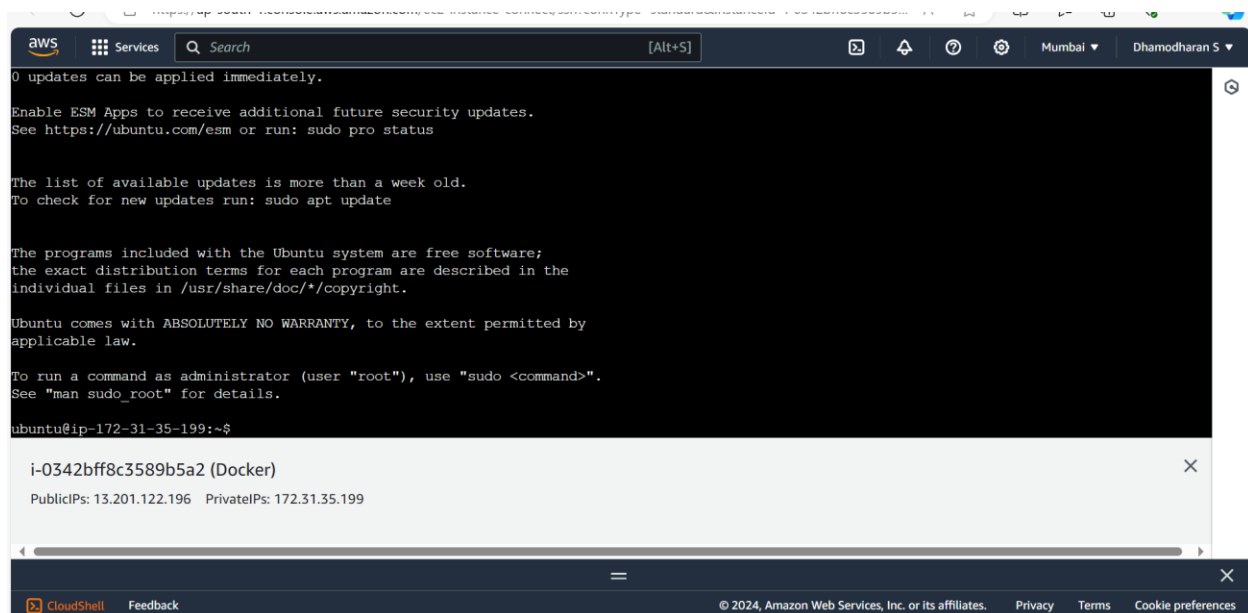 aws Services Search [Alt+S] Mumbai Dhamodharan S
0 updates can be applied immediately.
Enable ESM Apps to receive additional future security updates.
See https://ubuntu.com/esm or run: sudo pro status
The list of available updates is more than a week old.
To check for new updates run: sudo apt update
The programs included with the Ubuntu system are free software;
the exact distribution terms for each program are described in the
individual files in /usr/share/doc/*/copyright.
Ubuntu comes with ABSOLUTELY NO WARRANTY, to the extent permitted by
applicable law.
To run a command as administrator (user "root"), use "sudo <command>".
See "man sudo_root" for details.
ubuntu@ip-172-31-35-199:~$
i-0342bff8c3589b5a2 (Docker)
PublicIPs: 13.201.122.196 PrivateIPs: 172.31.35.199
CloudShell Feedback © 2024, Amazon Web Services, Inc. or its affiliates. Privacy Terms Cookie preferences